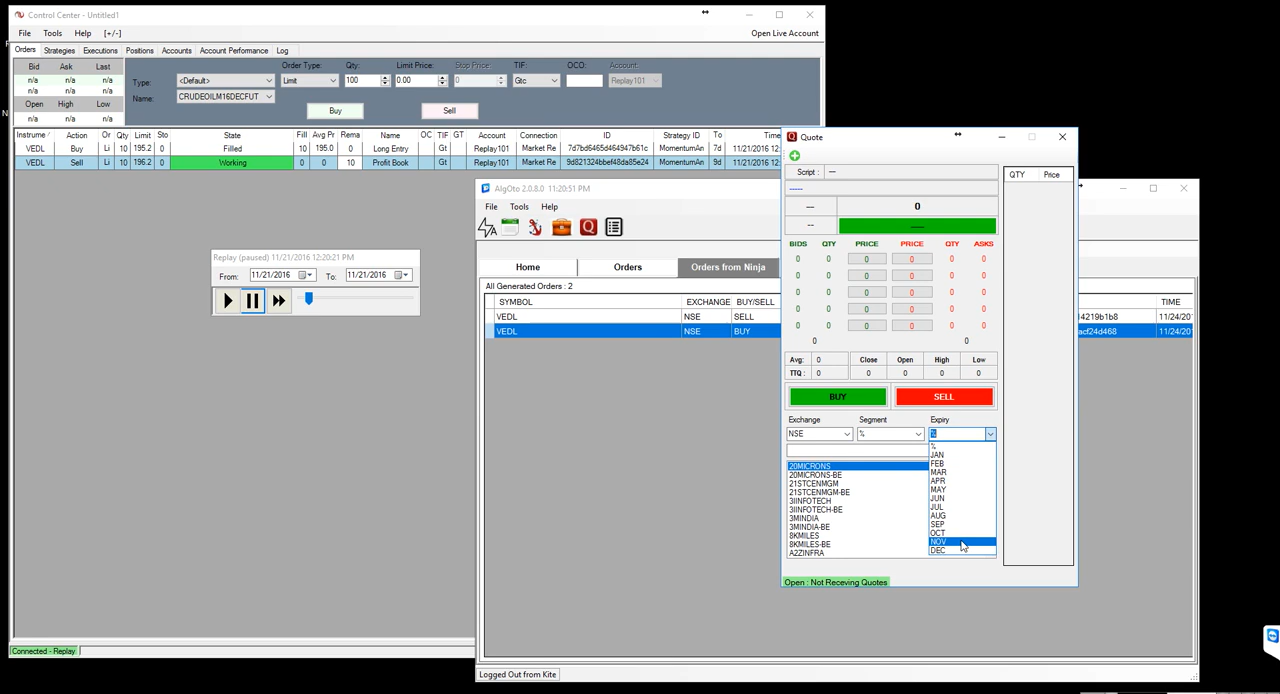 Control Center - Untitled1
File Tools Help [+/-] Open Live Account
Orders Strategies Executions Positions Accounts Account Performance Log
Bid Ask Last
n/a n/a n/a
n/a n/a n/a
Open High Low
n/a n/a n/a
Order Type: Qty: Limit Price: Stop Price: TIF: OCO: Account:
Type: <Default> Limit 100 0.00 0 Gtc Replay101
Name: CRUDEOILM16DECFUT
Buy Sell
Instrume Action Or Qty Limit Sto State Fill Avg Pr Rema Name OC TIF GT Account Connection ID Strategy ID To Time
VEDL Buy Li 10 195.2 0 Filled 10 195.0 0 Long Entry Gt Replay101 Market Re 7d7bd6465d464947b61c MomentumAn 7d 11/21/2016 12:5
VEDL Sell Li 10 196.2 0 Working 0 0 10 Profit Book Gt Replay101 Market Re 9d821324bbef48da85e24 MomentumAn 9d 11/21/2016 12:5
Replay (paused) 11/21/2016 12:20:21 PM
From: 11/21/2016 To: 11/21/2016
Connected - Replay
AlgOto 2.0.8.0 11:20:51 PM
File Tools Help
Q
Home Orders Orders from Ninja
All Generated Orders : 2
SYMBOL EXCHANGE BUY/SELL TIME
VEDL NSE SELL 14219b1b8 11/24/201
VEDL NSE BUY acf24d468 11/24/201
Logged Out from Kite
Q Quote
Script : ---
-----
--- 0
-- ----
BIDS QTY PRICE PRICE QTY ASKS
0 0 0 0 0 0
0 0 0 0 0 0
0 0 0 0 0 0
0 0 0 0 0 0
0 0 0 0 0 0
0 0
Avg: 0 Close Open High Low
TTQ : 0 0 0 0 0
BUY SELL
Exchange Segment Expiry
NSE % %
20MICRONS
20MICRONS-BE
21STCENMGM
21STCENMGM-BE
3IINFOTECH
3IINFOTECH-BE
3MINDIA
3MINDIA-BE
8KMILES
8KMILES-BE
A2ZINFRA
%
JAN
FEB
MAR
APR
MAY
JUN
JUL
AUG
SEP
OCT
NOV
DEC
Open : Not Receving Quotes
QTY Price